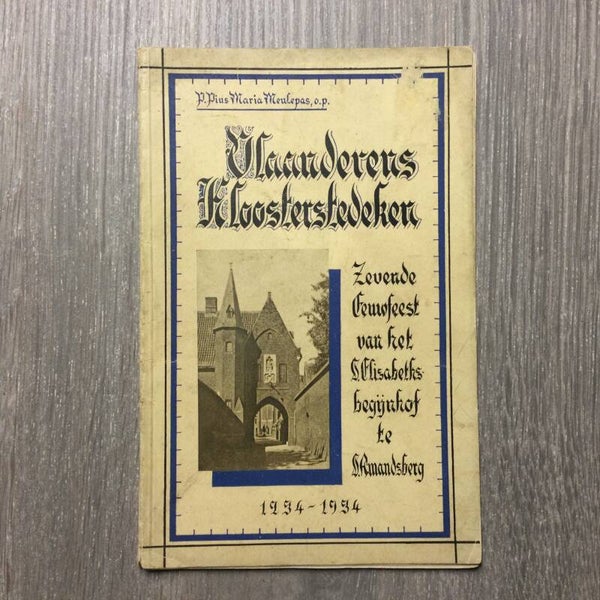 P. Pius Maria Meulepas, o.p.
Vlaanderens
Kloosterstedeken
Zevende
Eeuwfeest
van het
S. Elisabeths-
begijnhof
te
S. Amandsberg
1234-1934